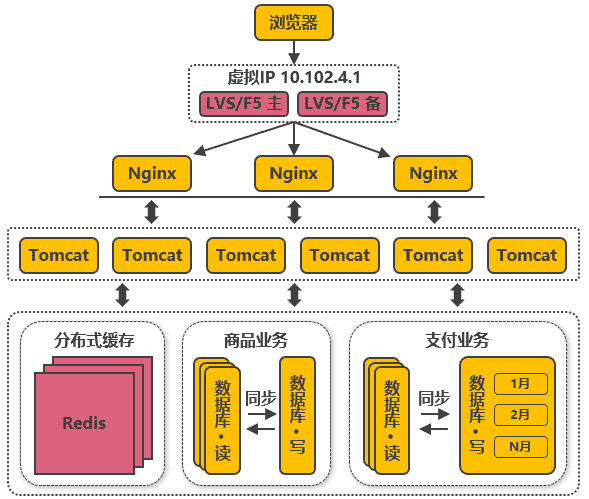 浏览器
虚拟IP 10.102.4.1
LVS/F5 主
LVS/F5 备
Nginx
Nginx
Nginx
Tomcat
Tomcat
Tomcat
Tomcat
Tomcat
Tomcat
分布式缓存
Redis
商品业务
数据库·读
同步
数据库·写
支付业务
数据库·读
同步
数据库·写
1月
2月
N月